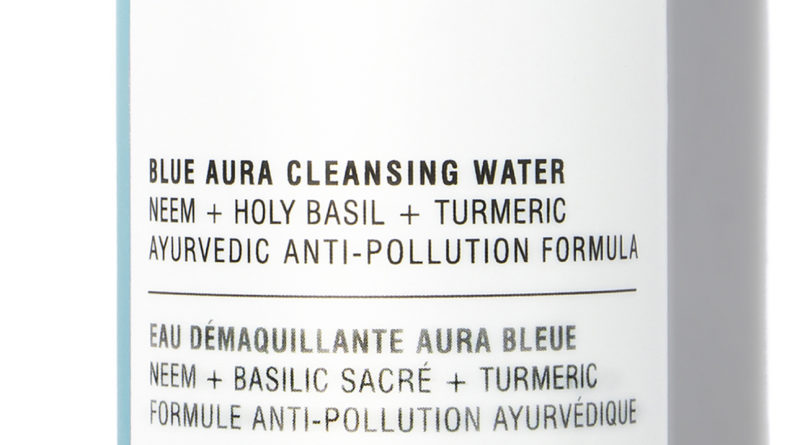 BLUE AURA CLEANSING WATER
NEEM + HOLY BASIL + TURMERIC
AYURVEDIC ANTI-POLLUTION FORMULA
EAU DÉMAQUILLANTE AURA BLEUE
NEEM + BASILIC SACRÉ + TURMERIC
FORMULE ANTI-POLLUTION AYURVÉDIQUE